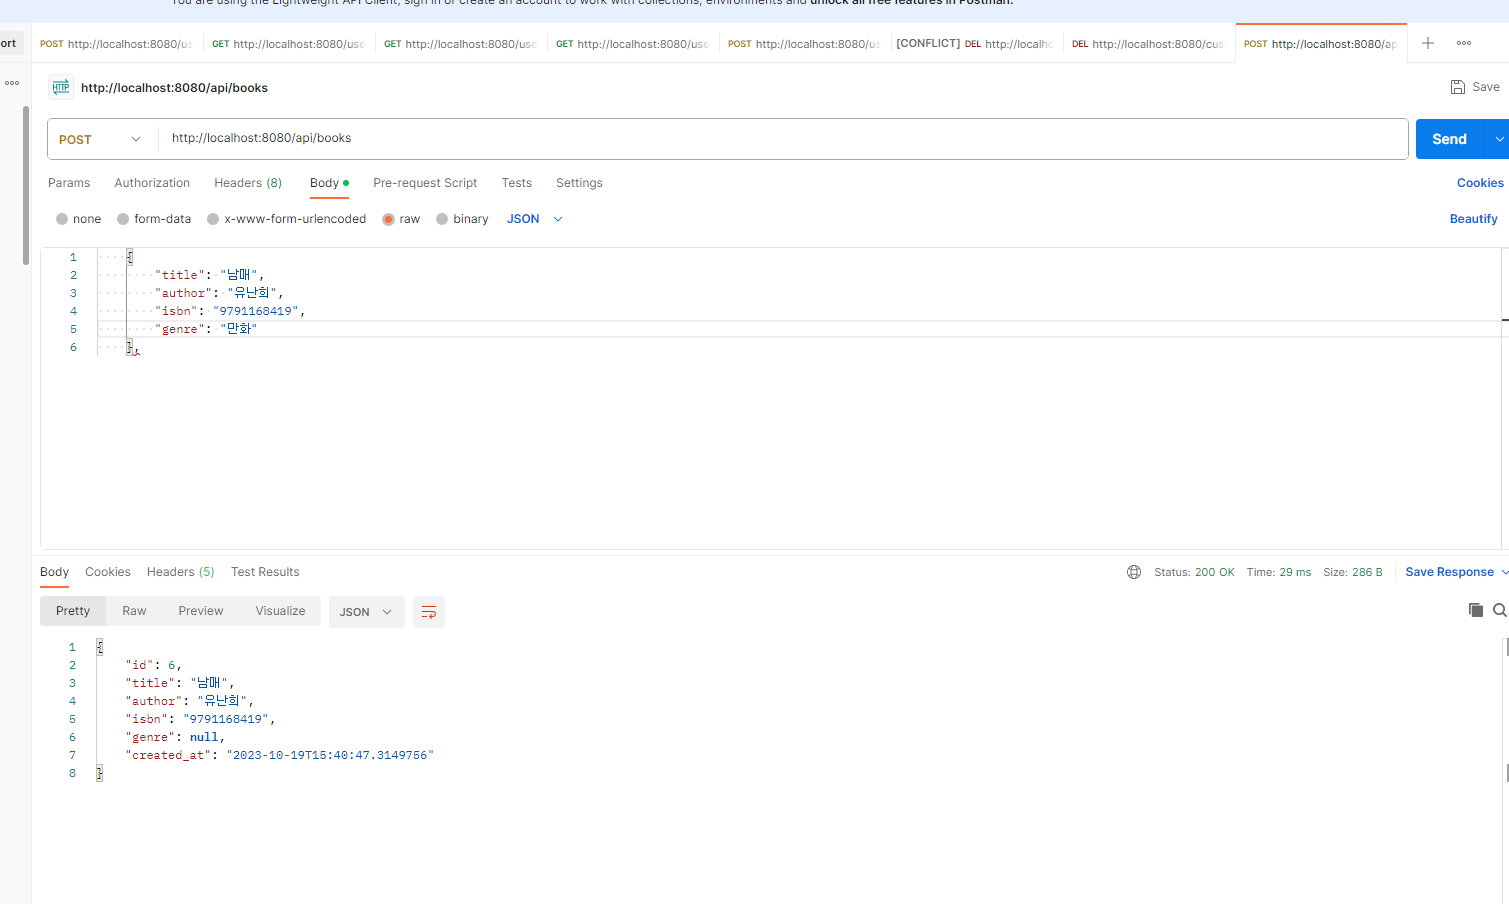 You are using the Lightweight API Client, sign in or create an account to work with collections, environments and unlock all free features in Postman.
ort POST http://localhost:8080/us GET http://localhost:8080/use GET http://localhost:8080/use GET http://localhost:8080/use POST http://localhost:8080/us [CONFLICT] DEL http://localho DEL http://localhost:8080/cus POST http://localhost:8080/ap
HTTP http://localhost:8080/api/books Save
POST http://localhost:8080/api/books Send
Params Authorization Headers (8) Body Pre-request Script Tests Settings Cookies
none form-data x-www-form-urlencoded raw binary JSON Beautify
1 {
2 "title": "남매",
3 "author": "유난희",
4 "isbn": "9791168419",
5 "genre": "만화"
6 },
Body Cookies Headers (5) Test Results Status: 200 OK Time: 29 ms Size: 286 B Save Response
Pretty Raw Preview Visualize JSON
1 {
2 "id": 6,
3 "title": "남매",
4 "author": "유난희",
5 "isbn": "9791168419",
6 "genre": null,
7 "created_at": "2023-10-19T15:40:47.3149756"
8 }